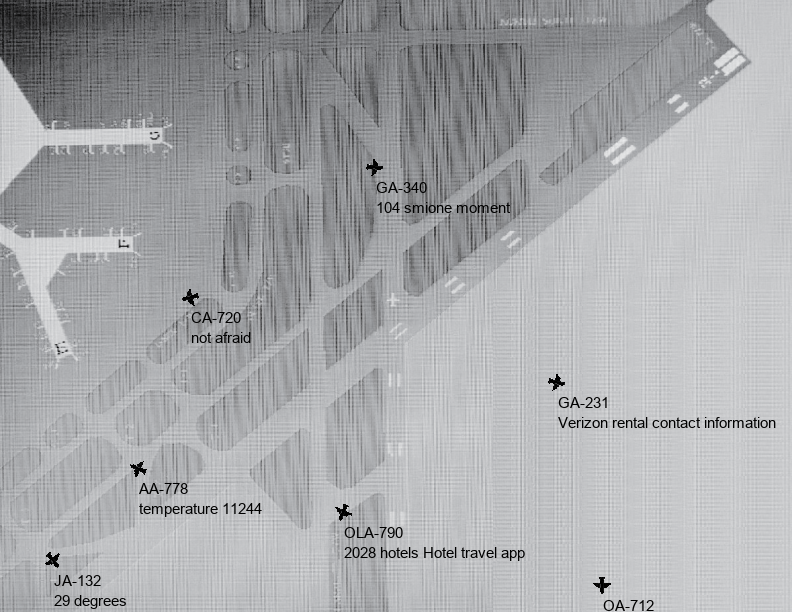 G
GA-340
104 smione moment
F
CA-720
not afraid
E
GA-231
Verizon rental contact information
AA-778
temperature 11244
OLA-790
2028 hotels Hotel travel app
JA-132
29 degrees
OA-712